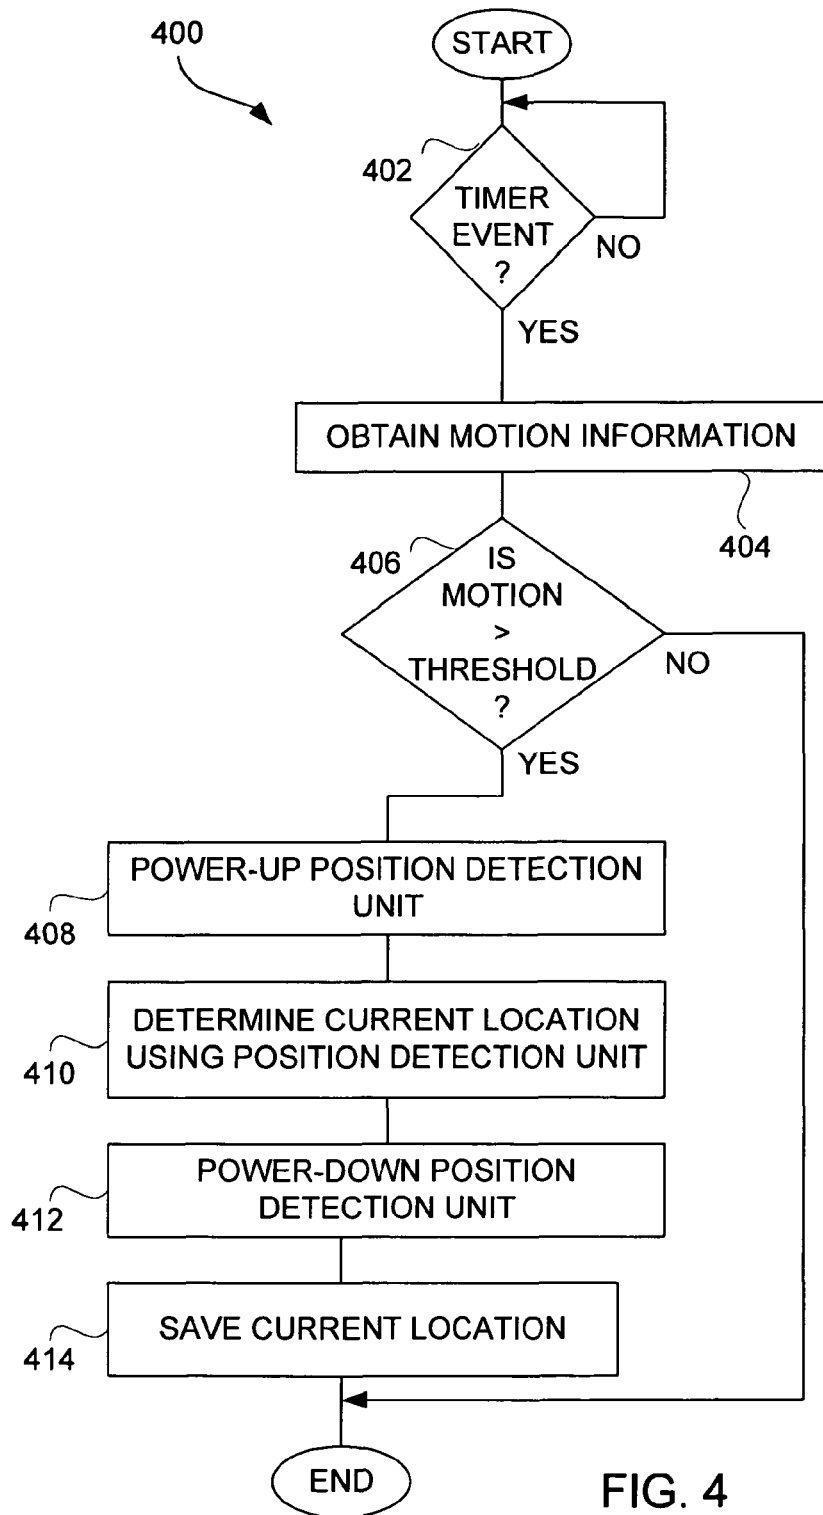 400
START
402
TIMER
EVENT
?
NO
YES
OBTAIN MOTION INFORMATION
404
406
IS
MOTION
>
THRESHOLD
?
NO
YES
POWER-UP POSITION DETECTION
UNIT
408
DETERMINE CURRENT LOCATION
USING POSITION DETECTION UNIT
410
POWER-DOWN POSITION
DETECTION UNIT
412
SAVE CURRENT LOCATION
414
END
FIG. 4